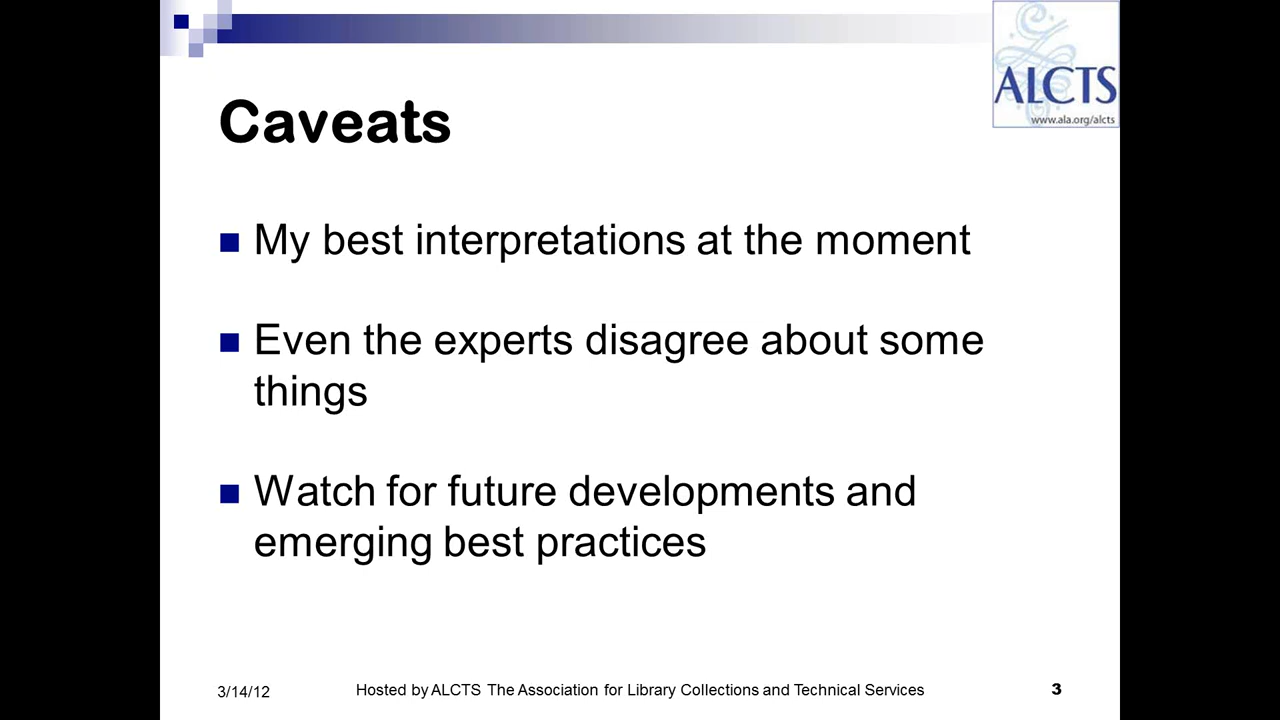 ALCTS
www.ala.org/alcts
Caveats
My best interpretations at the moment
Even the experts disagree about some
things
Watch for future developments and
emerging best practices
3/14/12 Hosted by ALCTS The Association for Library Collections and Technical Services 3